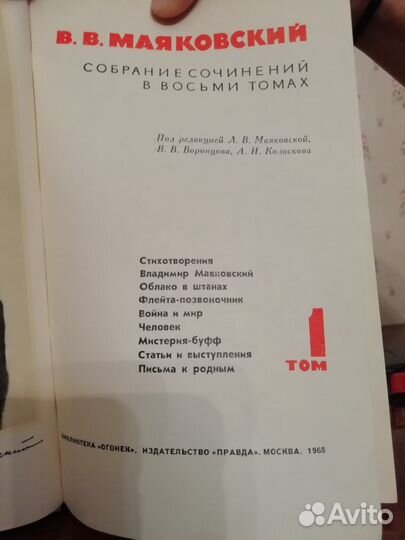 В. В. МАЯКОВСКИЙ
СОБРАНИЕ СОЧИНЕНИЙ
В ВОСЬМИ ТОМАХ
Под редакцией Л. В. Маяковской,
В. В. Воронцова, А. И. Колоскова
Стихотворения
Владимир Маяковский
Облако в штанах
Флейта-позвоночник
Война и мир
Человек
Мистерия-буфф
Статьи и выступления
Письма к родным
ТОМ 1
БИБЛИОТЕКА «ОГОНЕК». ИЗДАТЕЛЬСТВО «ПРАВДА». МОСКВА. 1968
Avito